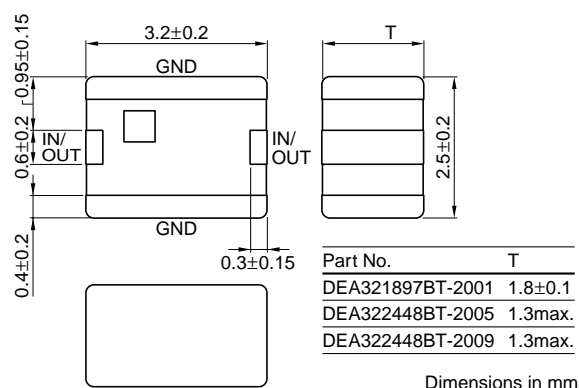 3.2±0.2
T
0.95±0.15
GND
IN/
OUT
IN/
OUT
0.6±0.2
2.5±0.2
GND
0.4±0.2
0.3±0.15
Part No. T
DEA321897BT-2001 1.8±0.1
DEA322448BT-2005 1.3max.
DEA322448BT-2009 1.3max.
Dimensions in mm